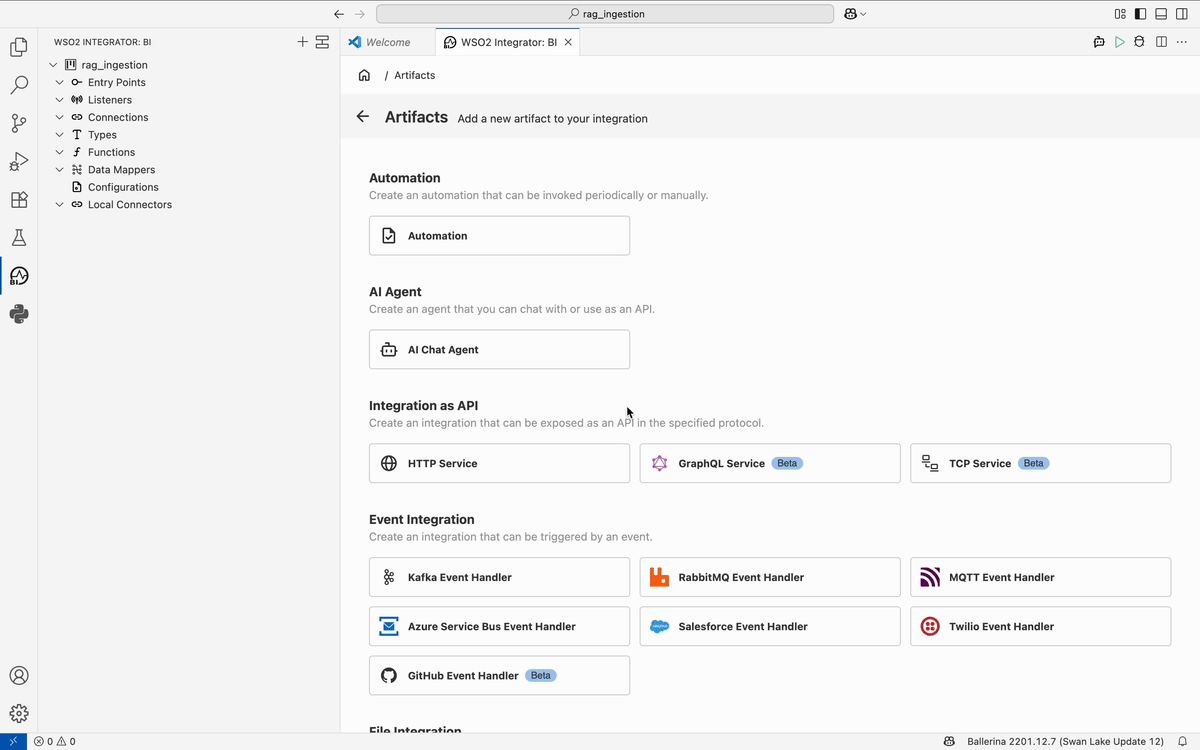 rag_ingestion
WSO2 INTEGRATOR: BI
Welcome
WSO2 Integrator: BI
rag_ingestion
Entry Points
Listeners
Connections
Types
Functions
Data Mappers
Configurations
Local Connectors
/ Artifacts
Artifacts Add a new artifact to your integration
Automation
Create an automation that can be invoked periodically or manually.
Automation
AI Agent
Create an agent that you can chat with or use as an API.
AI Chat Agent
Integration as API
Create an integration that can be exposed as an API in the specified protocol.
HTTP Service
GraphQL Service Beta
TCP Service Beta
Event Integration
Create an integration that can be triggered by an event.
Kafka Event Handler
RabbitMQ Event Handler
MQTT Event Handler
Azure Service Bus Event Handler
Salesforce Event Handler
Twilio Event Handler
GitHub Event Handler Beta
File Integration
BI
0 0
Ballerina 2201.12.7 (Swan Lake Update 12)